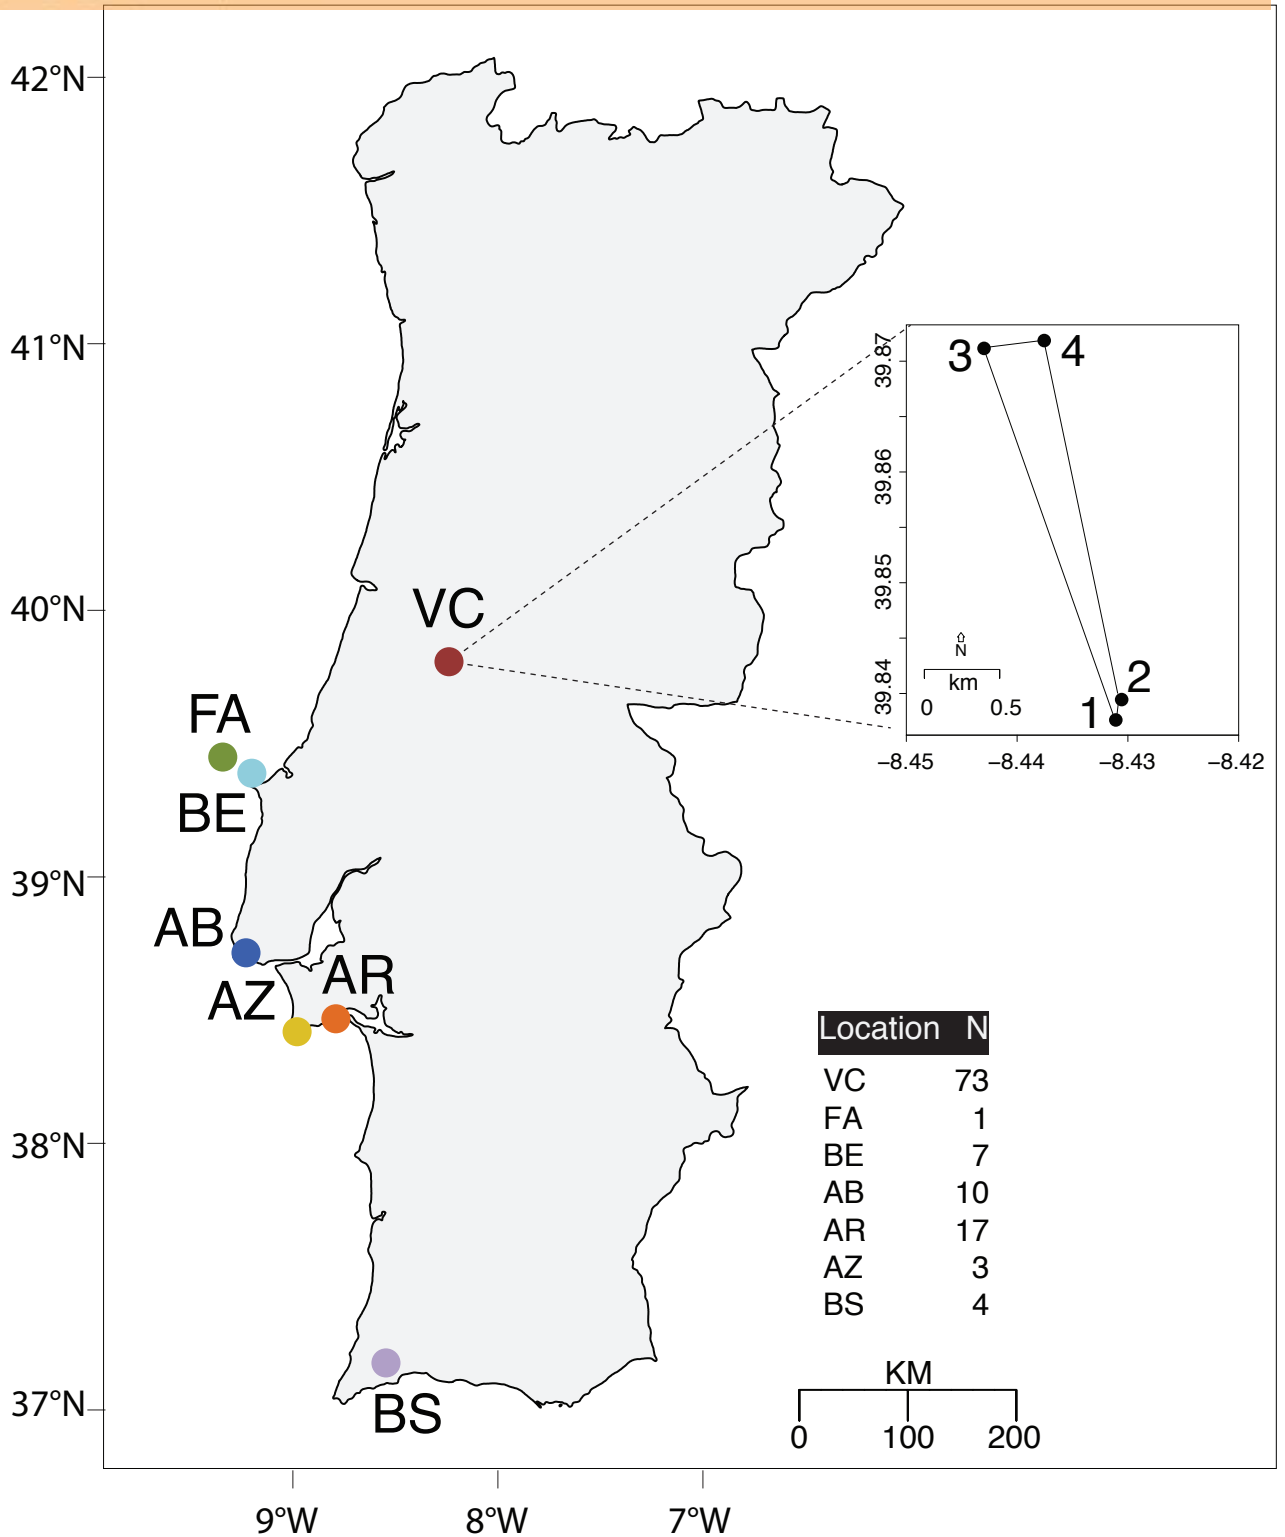 42°N
41°N
40°N
39°N
38°N
37°N
9°W 8°W 7°W
VC
FA
BE
AB
AZ
AR
BS
3 4
2
1
39.87
39.86
39.85
39.84
N
km
0 0.5
−8.45 −8.44 −8.43 −8.42
Location N
VC 73
FA 1
BE 7
AB 10
AR 17
AZ 3
BS 4
KM
0 100 200